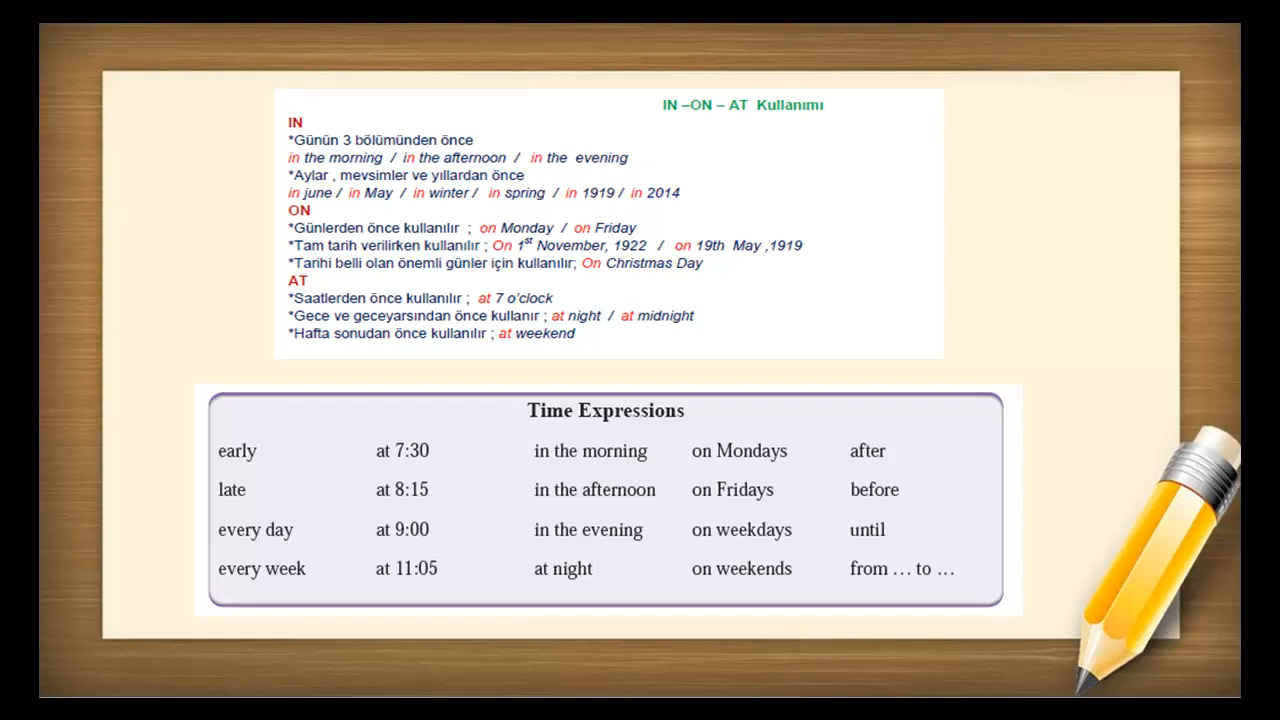 IN –ON – AT Kullanımı
IN
*Günün 3 bölümünden önce
in the morning / in the afternoon / in the evening
*Aylar , mevsimler ve yıllardan önce
in june / in May / in winter / in spring / in 1919 / in 2014
ON
*Günlerden önce kullanılır ; on Monday / on Friday
*Tam tarih verilirken kullanılır ; On 1st November, 1922 / on 19th May ,1919
*Tarihi belli olan önemli günler için kullanılır; On Christmas Day
AT
*Saatlerden önce kullanılır ; at 7 o'clock
*Gece ve geceyarsından önce kullanır ; at night / at midnight
*Hafta sonudan önce kullanılır ; at weekend
Time Expressions
early at 7:30 in the morning on Mondays after
late at 8:15 in the afternoon on Fridays before
every day at 9:00 in the evening on weekdays until
every week at 11:05 at night on weekends from … to …